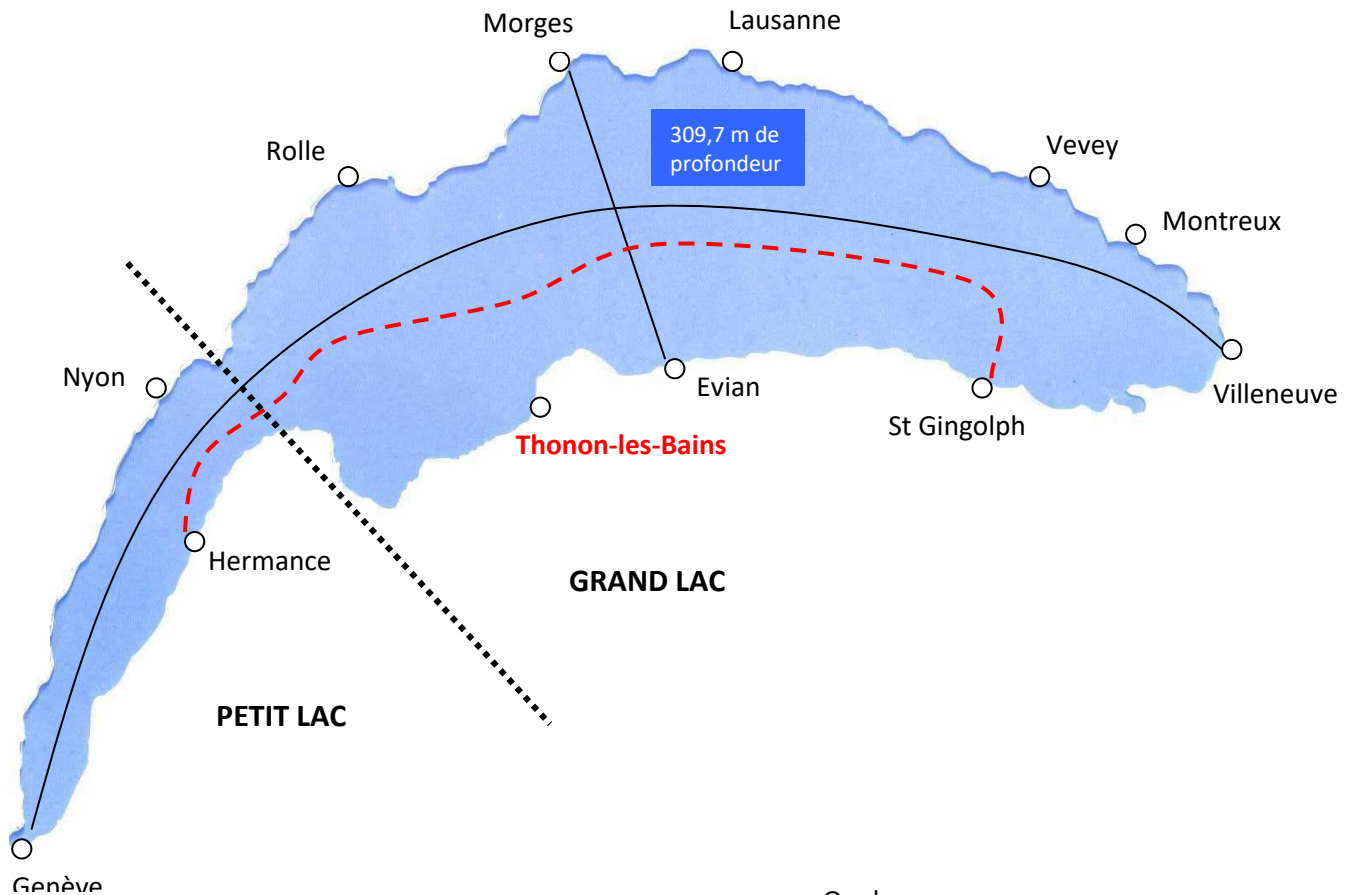 Morges
Lausanne
309,7 m de
profondeur
Rolle
Vevey
Montreux
Nyon
Evian
Villeneuve
St Gingolph
Thonon-les-Bains
Hermance
GRAND LAC
PETIT LAC
Genève